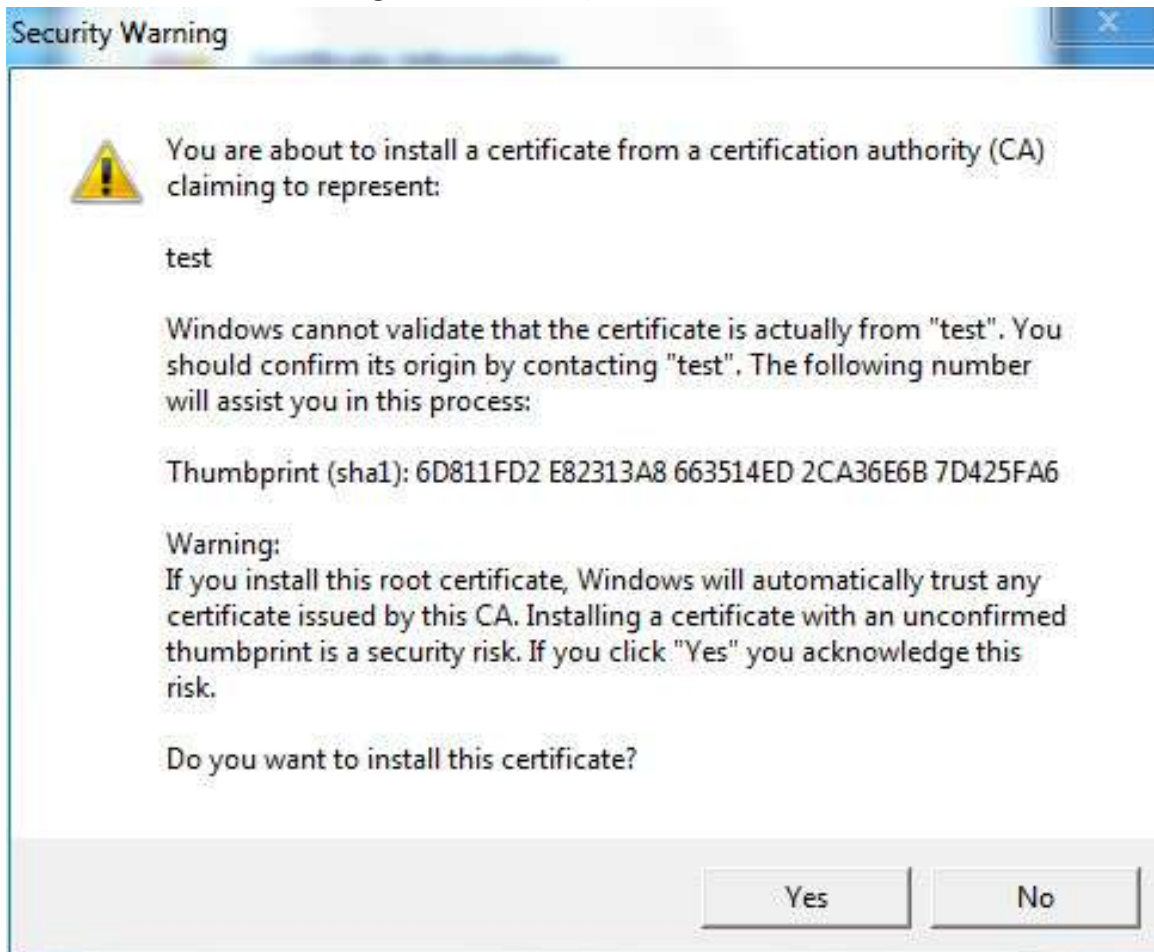 Security Warning
You are about to install a certificate from a certification authority (CA)
claiming to represent:
test
Windows cannot validate that the certificate is actually from "test". You
should confirm its origin by contacting "test". The following number
will assist you in this process:
Thumbprint (sha1): 6D811FD2 E82313A8 663514ED 2CA36E6B 7D425FA6
Warning:
If you install this root certificate, Windows will automatically trust any
certificate issued by this CA. Installing a certificate with an unconfirmed
thumbprint is a security risk. If you click "Yes" you acknowledge this
risk.
Do you want to install this certificate?
Yes No